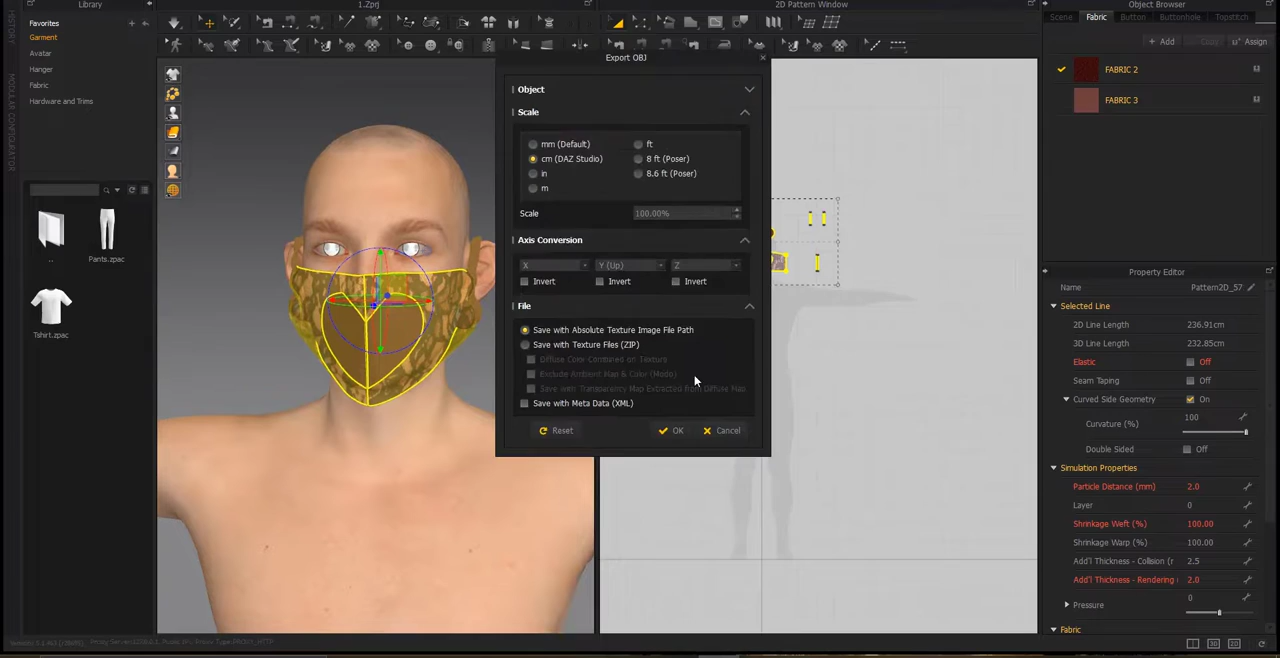 Library
1.Zprj
2D Pattern Window
Object Browser
HISTORY
MODULAR CONFIGURATOR
Favorites
Garment
Avatar
Hanger
Fabric
Hardware and Trims
..
Pants.zpac
Tshirt.zpac
Export OBJ
Object
Scale
mm (Default)
ft
cm (DAZ Studio)
8 ft (Poser)
in
8.6 ft (Poser)
m
Scale
100.00%
Axis Conversion
X
Y (Up)
Z
Invert
Invert
Invert
File
Save with Absolute Texture Image File Path
Save with Texture Files (ZIP)
Diffuse Color Combined on Texture
Exclude Ambient Map & Color (Modo)
Save with Transparency Map Extracted from Diffuse Map
Save with Meta Data (XML)
Reset
OK
Cancel
Scene
Fabric
Button
Buttonhole
Topstitch
+ Add
Copy
Assign
FABRIC 2
FABRIC 3
Property Editor
Name
Pattern2D_57
Selected Line
2D Line Length
236.91cm
3D Line Length
232.85cm
Elastic
Off
Seam Taping
Off
Curved Side Geometry
On
Curvature (%)
100
Double Sided
Off
Simulation Properties
Particle Distance (mm)
2.0
Layer
0
Shrinkage Weft (%)
100.00
Shrinkage Warp (%)
100.00
Add'l Thickness - Collision (r
2.5
Add'l Thickness - Rendering
2.0
Pressure
0
Fabric
3D
2D